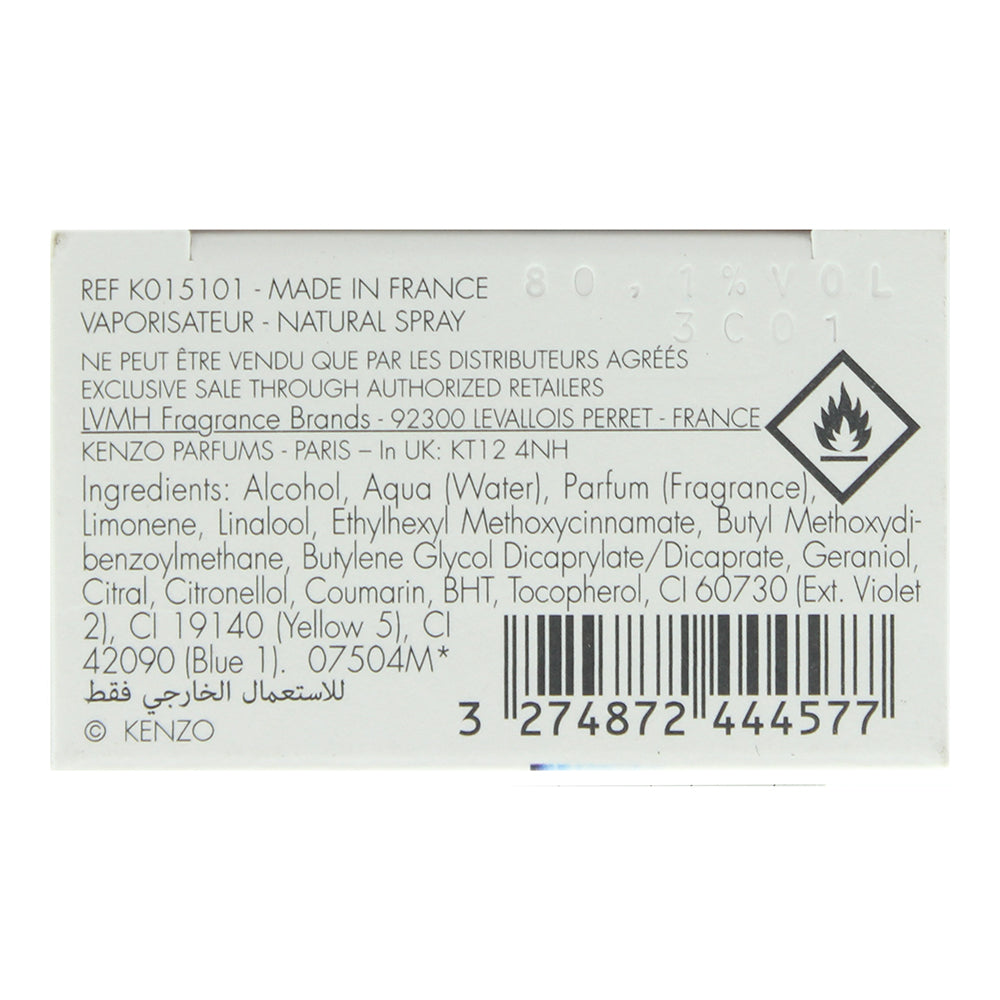 REF K015101 - MADE IN FRANCE 80,1%VOL
VAPORISATEUR - NATURAL SPRAY 3C01
NE PEUT ÊTRE VENDU QUE PAR LES DISTRIBUTEURS AGRÉÉS
EXCLUSIVE SALE THROUGH AUTHORIZED RETAILERS
LVMH Fragrance Brands - 92300 LEVALLOIS PERRET - FRANCE
KENZO PARFUMS - PARIS – In UK: KT12 4NH
Ingredients: Alcohol, Aqua (Water), Parfum (Fragrance),
Limonene, Linalool, Ethylhexyl Methoxycinnamate, Butyl Methoxydi-
benzoylmethane, Butylene Glycol Dicaprylate/Dicaprate, Geraniol,
Citral, Citronellol, Coumarin, BHT, Tocopherol, CI 60730 (Ext. Violet
2), CI 19140 (Yellow 5), CI
42090 (Blue 1). 07504M*
للاستعمال الخارجي فقط
© KENZO
3 274872 444577